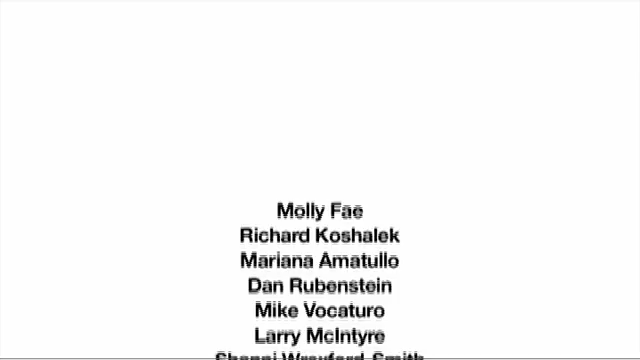 Molly Fae
Richard Koshalek
Mariana Amatullo
Dan Rubenstein
Mike Vocaturo
Larry McIntyre